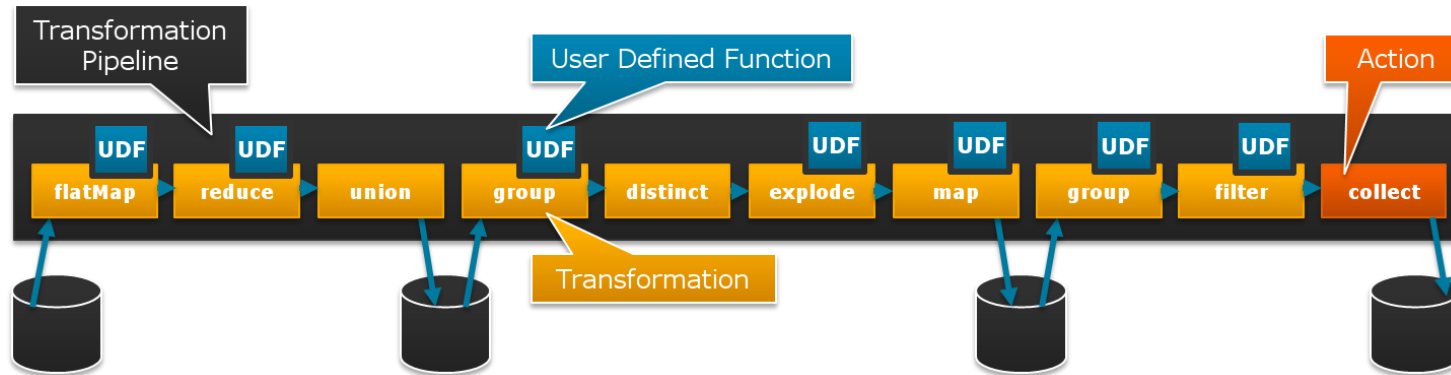 Transformation
Pipeline
User Defined Function
Action
UDF
UDF
UDF
UDF
UDF
UDF
UDF
flatMap
reduce
union
group
distinct
explode
map
group
filter
collect
Transformation